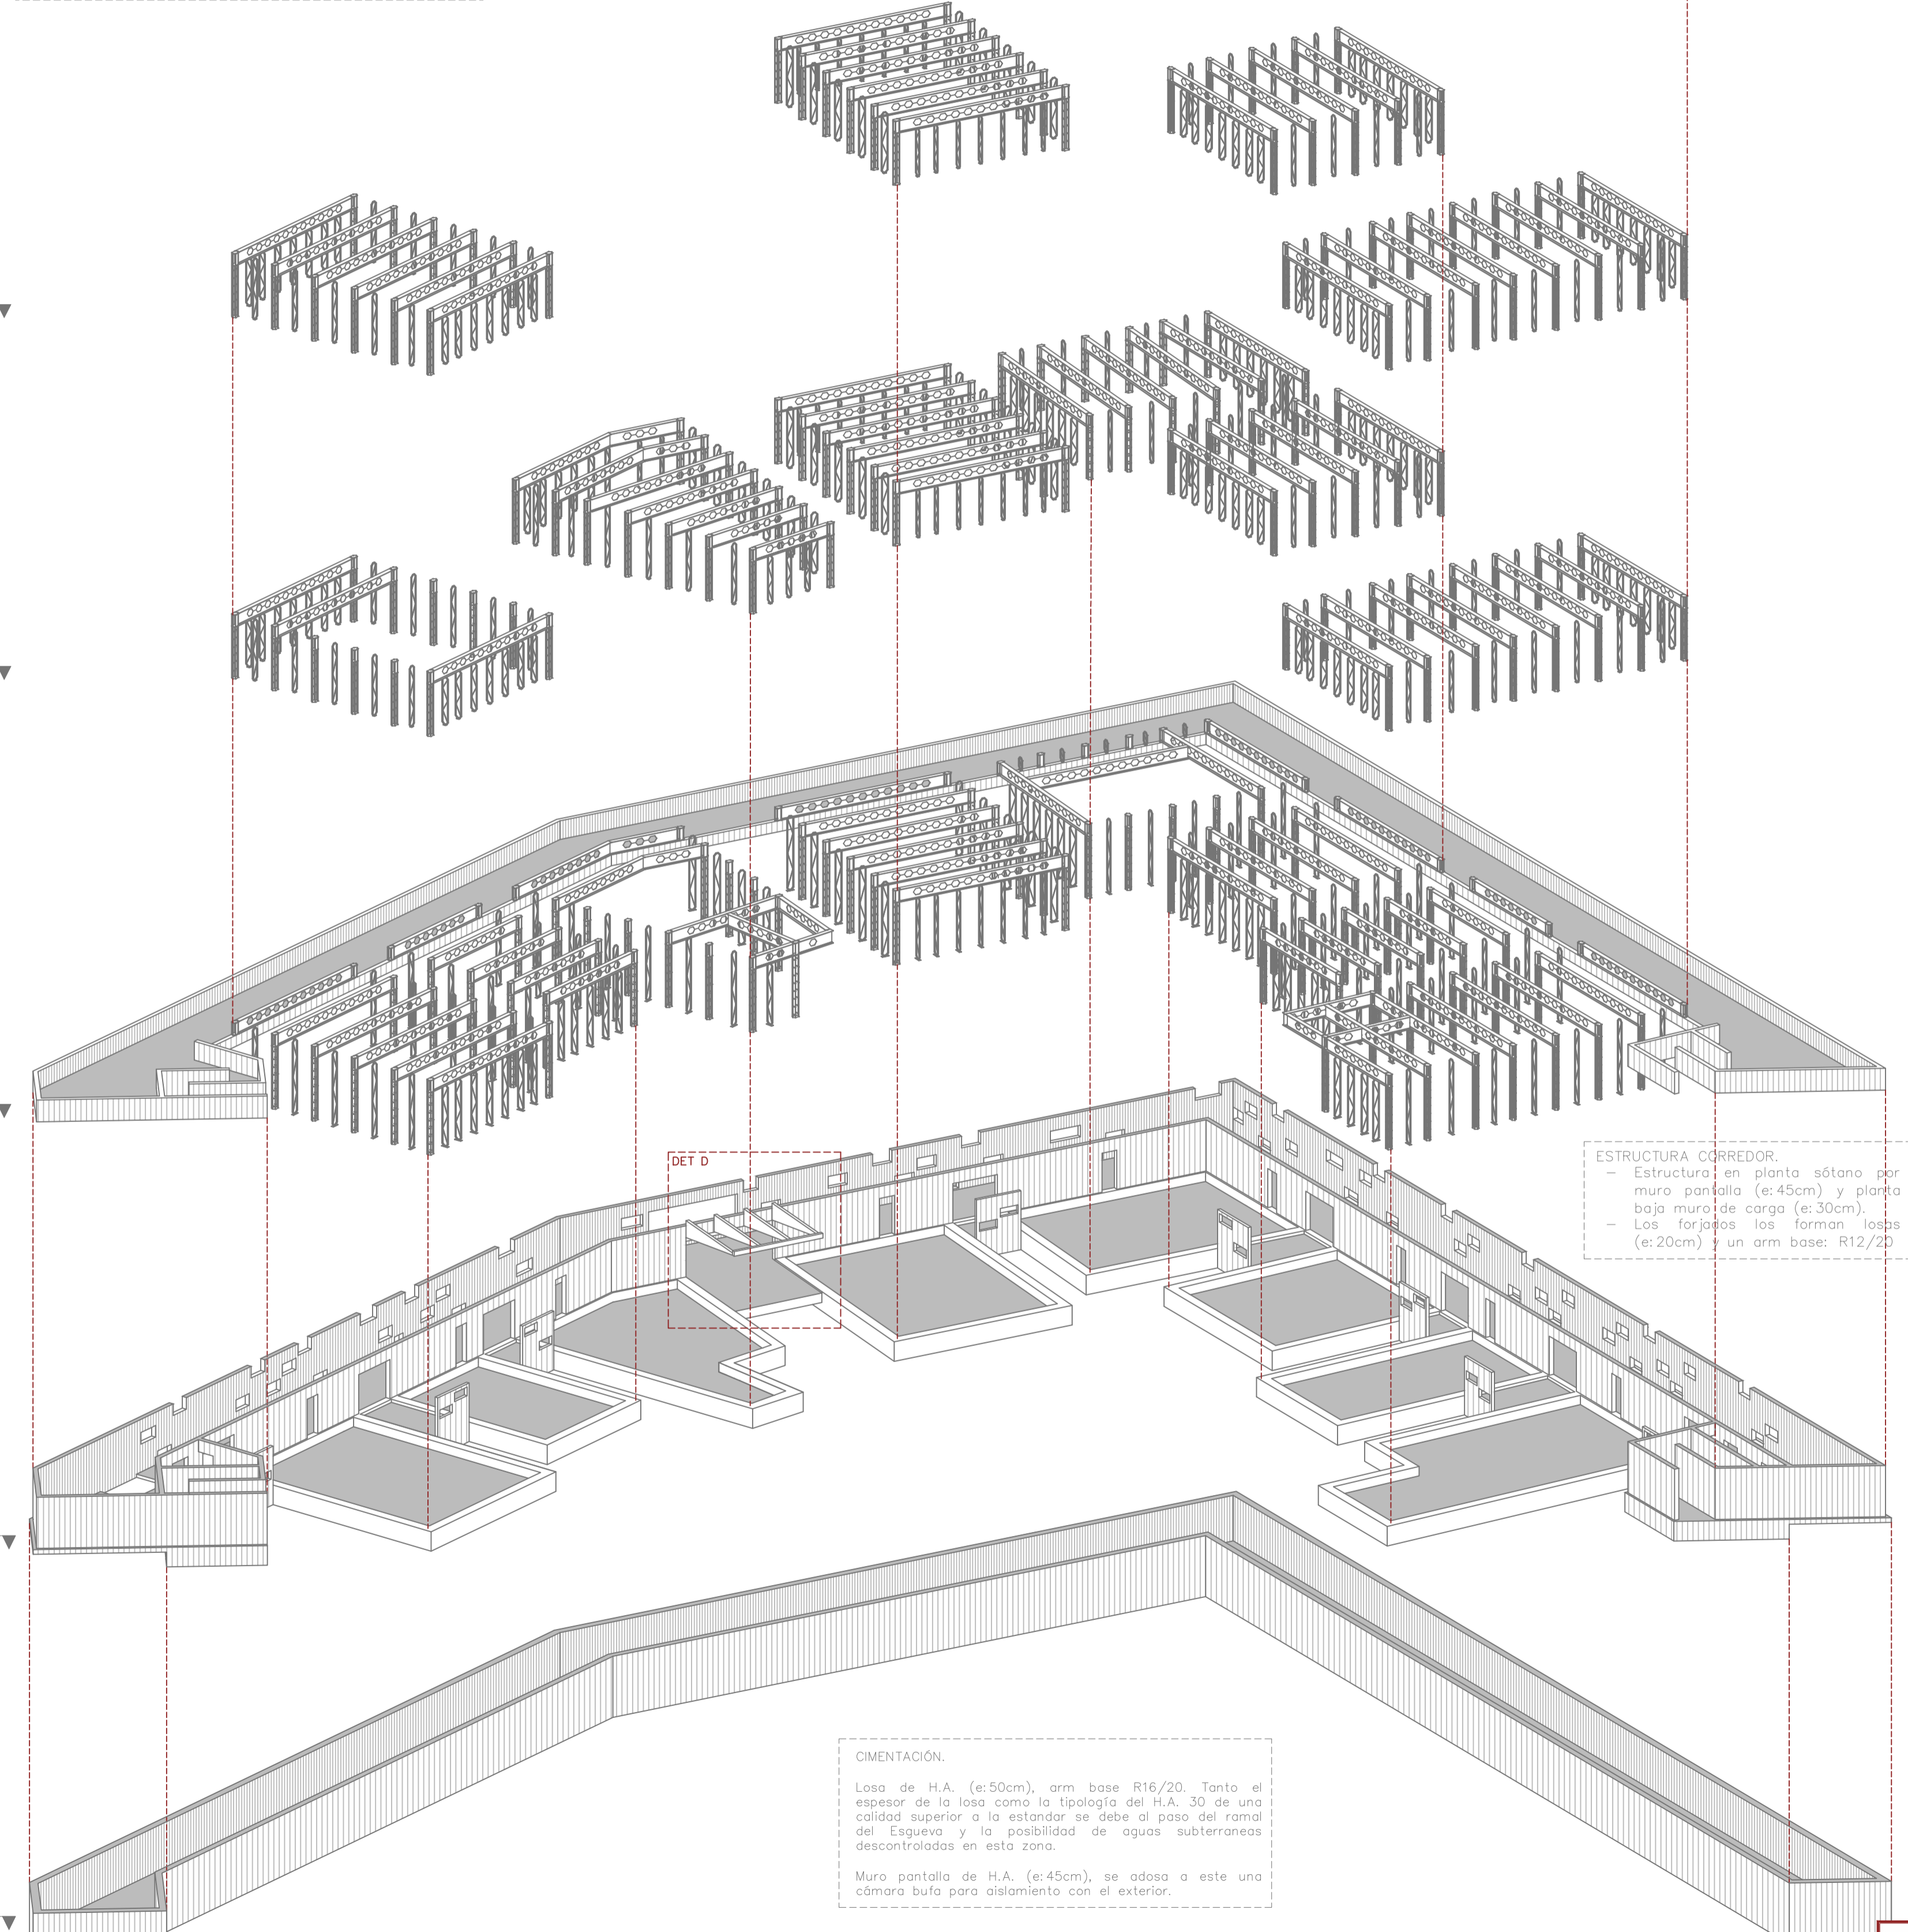 DET D
ESTRUCTURA CORREDOR.
– Estructura en planta sótano por
muro pantalla (e:45cm) y planta
baja muro de carga (e:30cm).
– Los forjados los forman losas
(e:20cm) y un arm base: R12/20
CIMENTACIÓN.
Losa de H.A. (e:50cm), arm base R16/20. Tanto el
espesor de la losa como la tipología del H.A. 30 de una
calidad superior a la estandar se debe al paso del ramal
del Esgueva y la posibilidad de aguas subterraneas
descontroladas en esta zona.
Muro pantalla de H.A. (e:45cm), se adosa a este una
cámara bufa para aislamiento con el exterior.